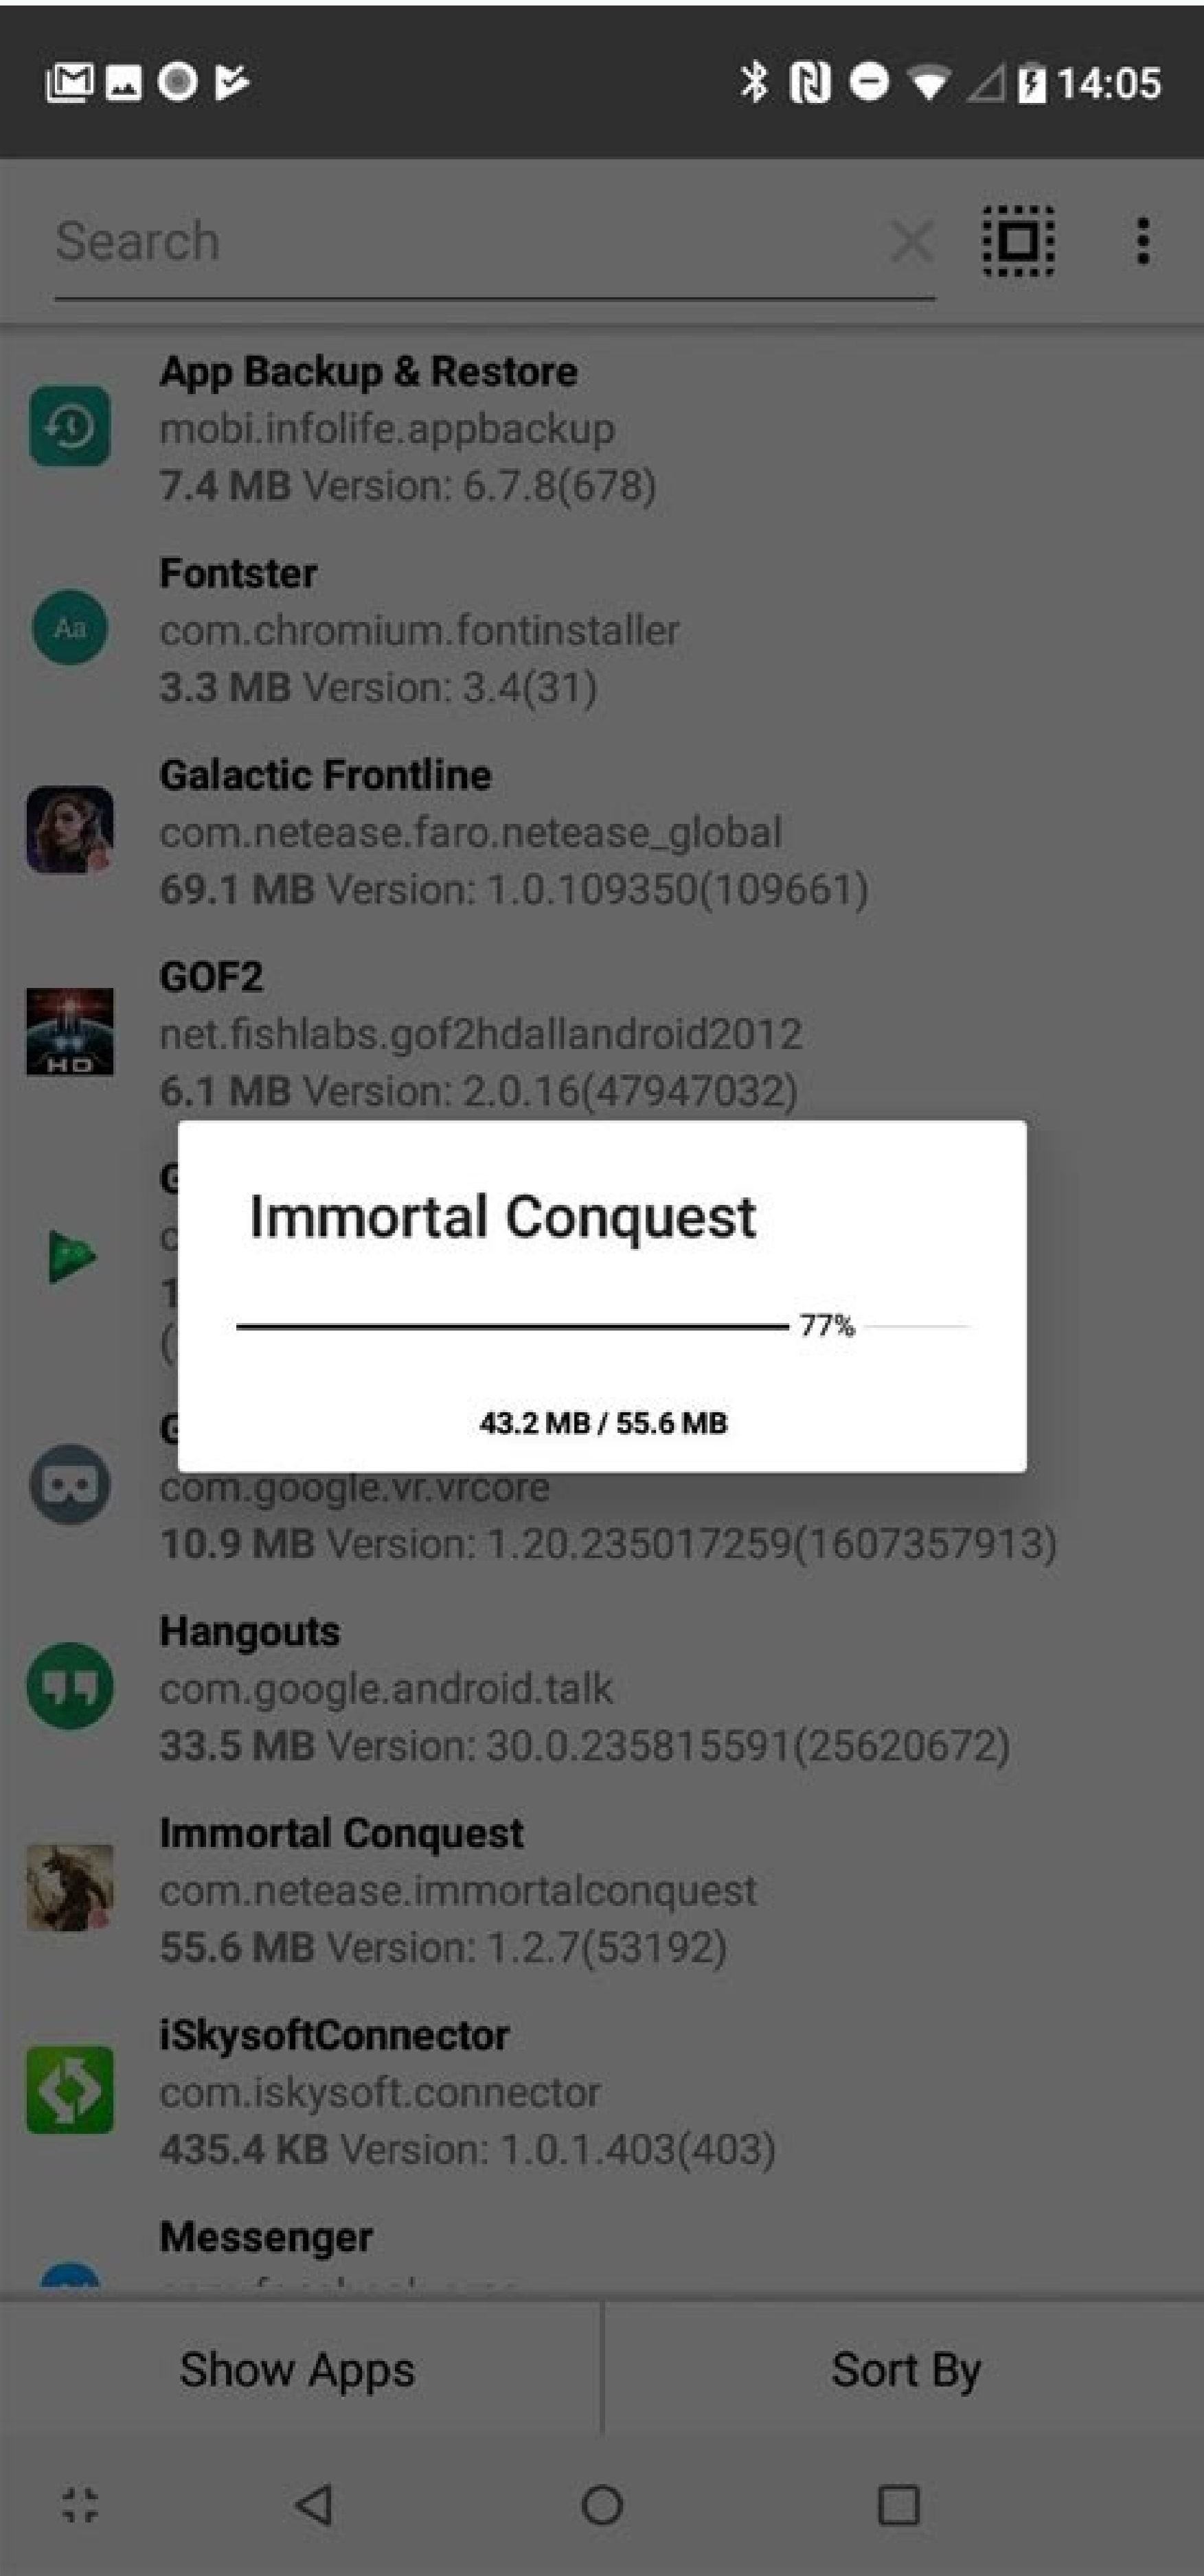 14:05
Search
App Backup & Restore
mobi.infolife.appbackup
7.4 MB Version: 6.7.8(678)
Aa
Fontster
com.chromium.fontinstaller
3.3 MB Version: 3.4(31)
Galactic Frontline
com.netease.faro.netease_global
69.1 MB Version: 1.0.109350(109661)
GOF2
net.fishlabs.gof2hdallandroid2012
HD
6.1 MB Version: 2.0.16(47947032)
Immortal Conquest
77%
43.2 MB / 55.6 MB
com.google.vr.vrcore
10.9 MB Version: 1.20.235017259(1607357913)
Hangouts
com.google.android.talk
33.5 MB Version: 30.0.235815591(25620672)
Immortal Conquest
com.netease.immortalconquest
55.6 MB Version: 1.2.7(53192)
iSkysoftConnector
com.iskysoft.connector
435.4 KB Version: 1.0.1.403(403)
Messenger
Show Apps
Sort By